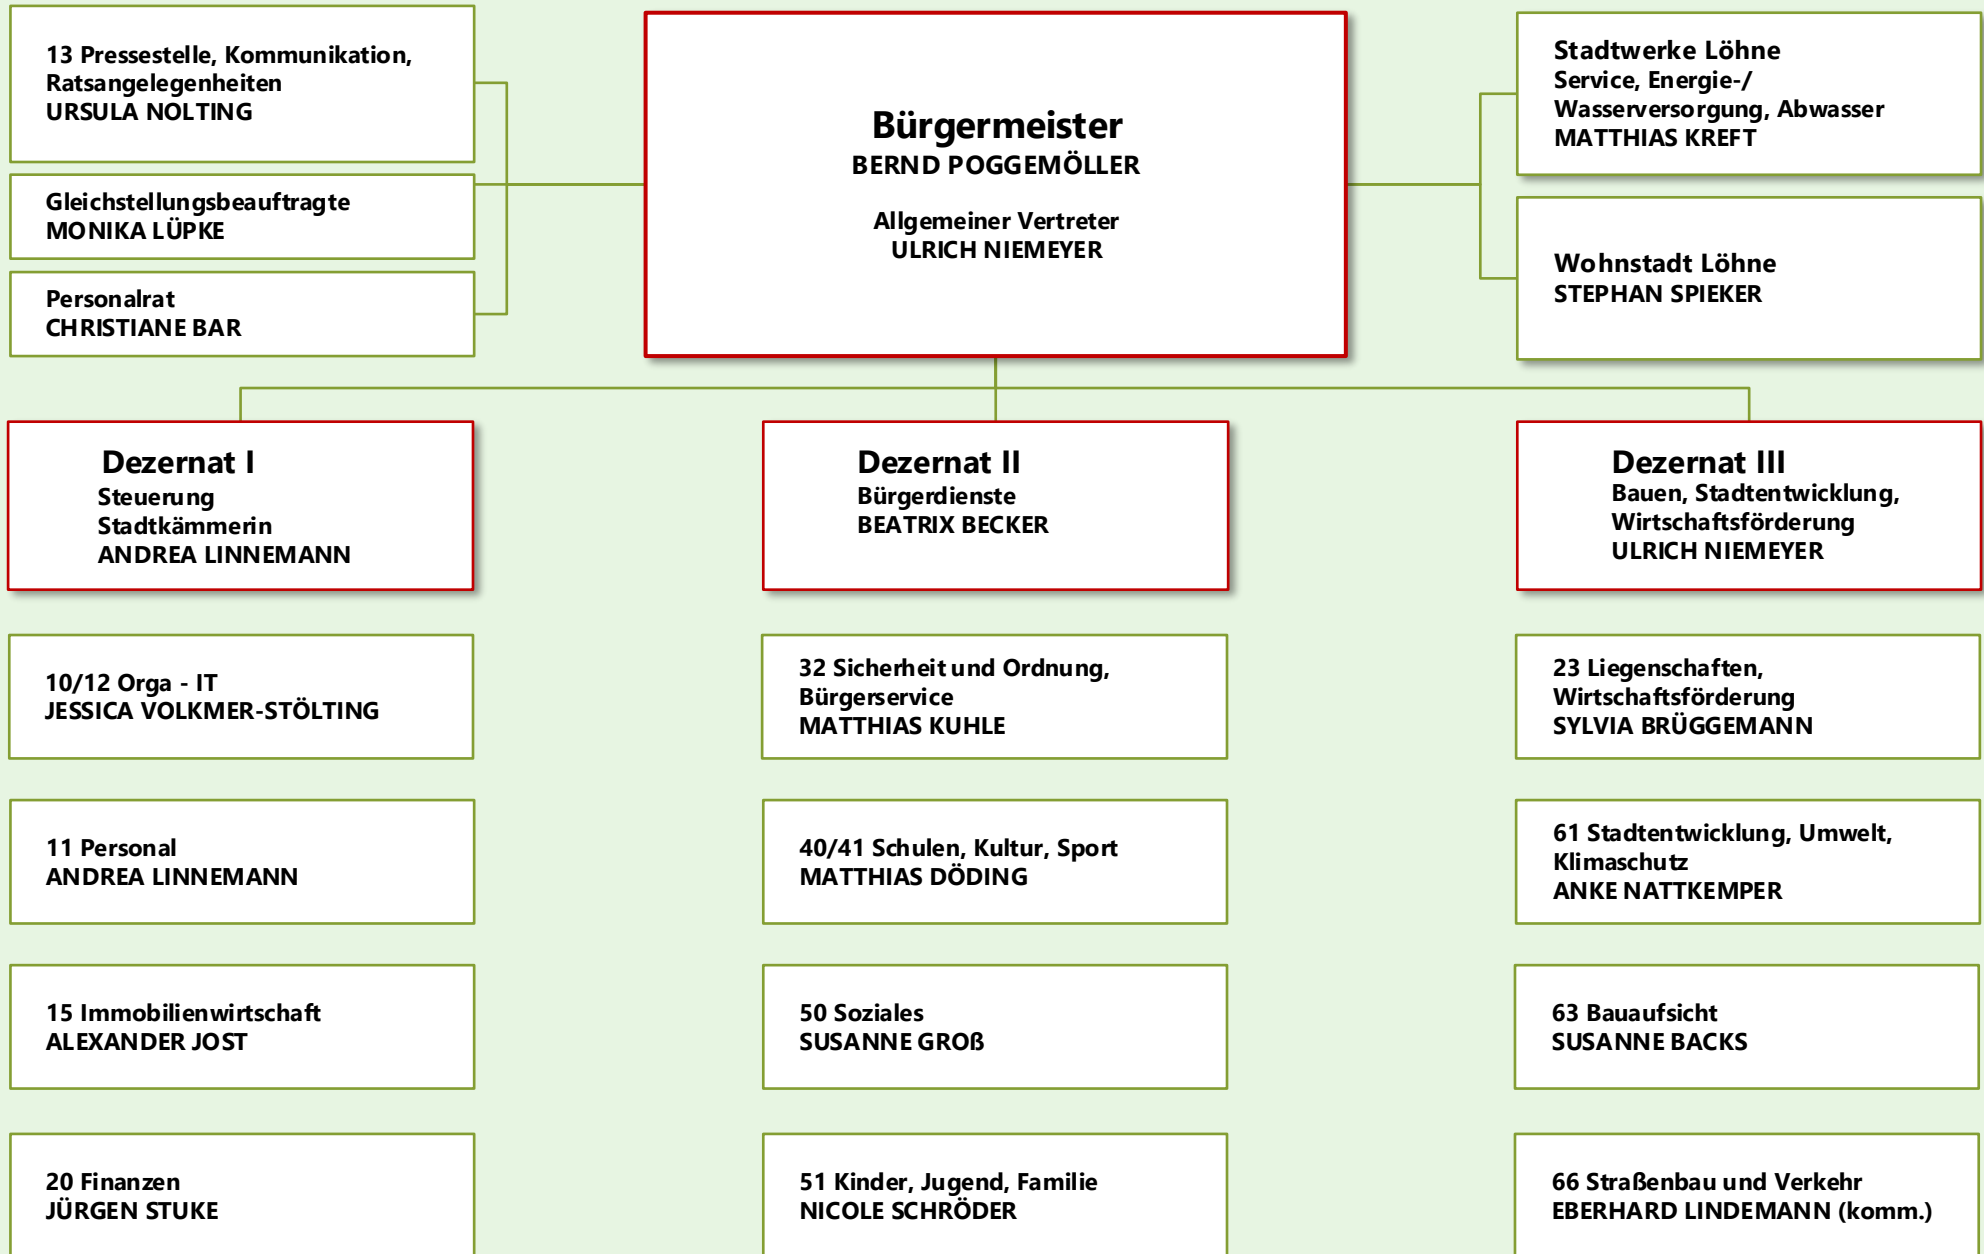 13 Pressestelle, Kommunikation,
Ratsangelegenheiten
URSULA NOLTING
Gleichstellungsbeauftragte
MONIKA LÜPKE
Personalrat
CHRISTIANE BAR
Bürgermeister
BERND POGGEMÖLLER
Allgemeiner Vertreter
ULRICH NIEMEYER
Stadtwerke Löhne
Service, Energie-/
Wasserversorgung, Abwasser
MATTHIAS KREFT
Wohnstadt Löhne
STEPHAN SPIEKER
Dezernat I
Steuerung
Stadtkämmerin
ANDREA LINNEMANN
Dezernat II
Bürgerdienste
BEATRIX BECKER
Dezernat III
Bauen, Stadtentwicklung,
Wirtschaftsförderung
ULRICH NIEMEYER
10/12 Orga - IT
JESSICA VOLKMER-STÖLTING
32 Sicherheit und Ordnung,
Bürgerservice
MATTHIAS KUHLE
23 Liegenschaften,
Wirtschaftsförderung
SYLVIA BRÜGGEMANN
11 Personal
ANDREA LINNEMANN
40/41 Schulen, Kultur, Sport
MATTHIAS DÖDING
61 Stadtentwicklung, Umwelt,
Klimaschutz
ANKE NATTKEMPER
15 Immobilienwirtschaft
ALEXANDER JOST
50 Soziales
SUSANNE GROß
63 Bauaufsicht
SUSANNE BACKS
20 Finanzen
JÜRGEN STUKE
51 Kinder, Jugend, Familie
NICOLE SCHRÖDER
66 Straßenbau und Verkehr
EBERHARD LINDEMANN (komm.)